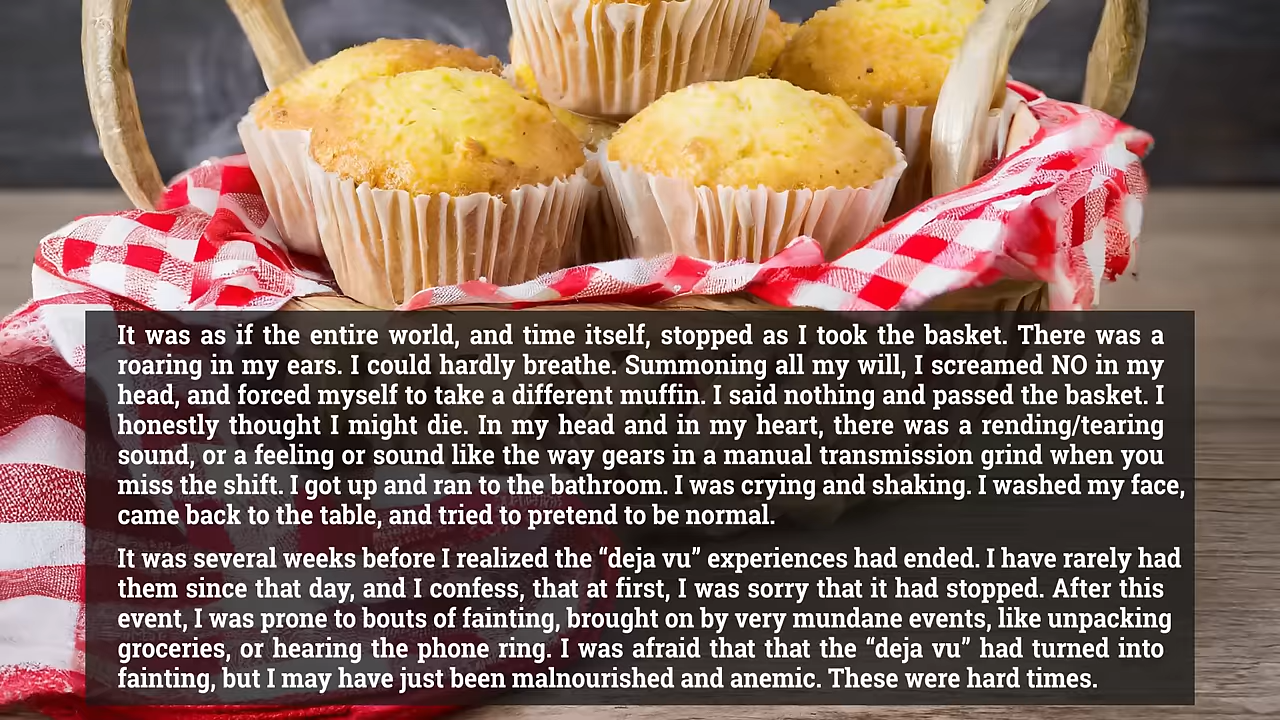 It was as if the entire world, and time itself, stopped as I took the basket. There was a
roaring in my ears. I could hardly breathe. Summoning all my will, I screamed NO in my
head, and forced myself to take a different muffin. I said nothing and passed the basket. I
honestly thought I might die. In my head and in my heart, there was a rending/tearing
sound, or a feeling or sound like the way gears in a manual transmission grind when you
miss the shift. I got up and ran to the bathroom. I was crying and shaking. I washed my face,
came back to the table, and tried to pretend to be normal.
It was several weeks before I realized the “deja vu” experiences had ended. I have rarely had
them since that day, and I confess, that at first, I was sorry that it had stopped. After this
event, I was prone to bouts of fainting, brought on by very mundane events, like unpacking
groceries, or hearing the phone ring. I was afraid that that the “deja vu” had turned into
fainting, but I may have just been malnourished and anemic. These were hard times.